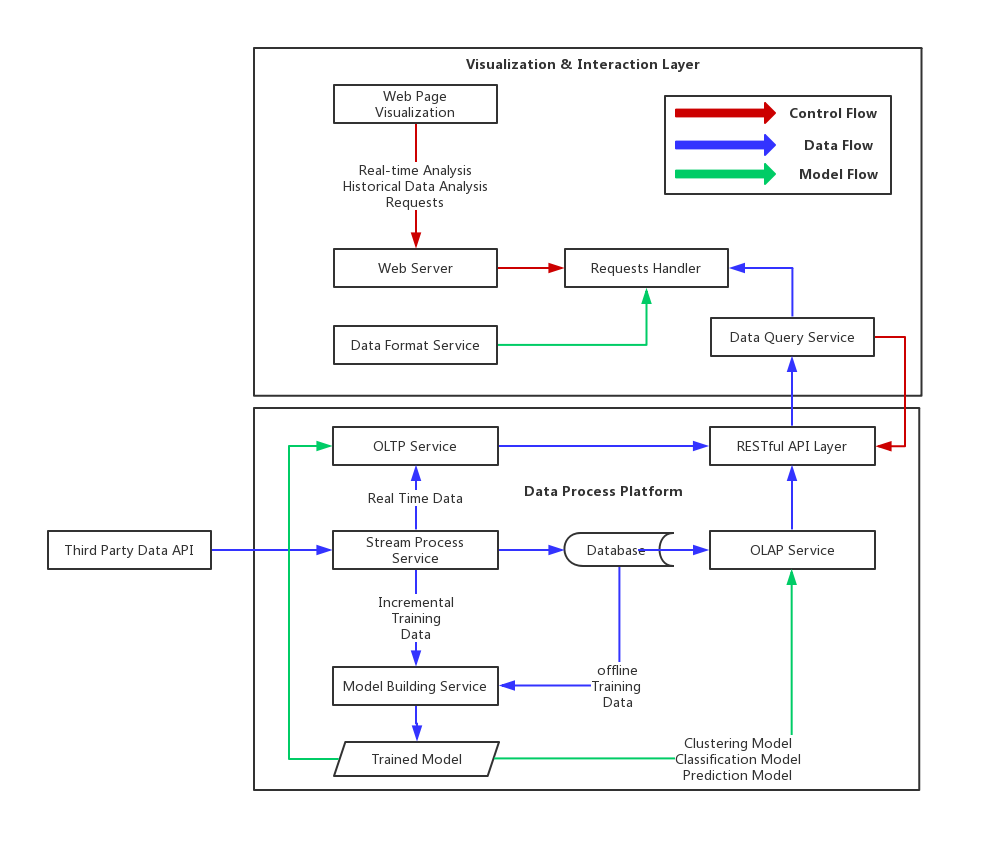 Visualization & Interaction Layer
Web Page
Visualization
Control Flow
Data Flow
Model Flow
Real-time Analysis
Historical Data Analysis
Requests
Web Server
Requests Handler
Data Format Service
Data Query Service
OLTP Service
RESTful API Layer
Real Time Data
Data Process Platform
Third Party Data API
Stream Process
Service
Database
OLAP Service
Incremental
Training
Data
offline
Training
Data
Model Building Service
Trained Model
Clustering Model
Classification Model
Prediction Model